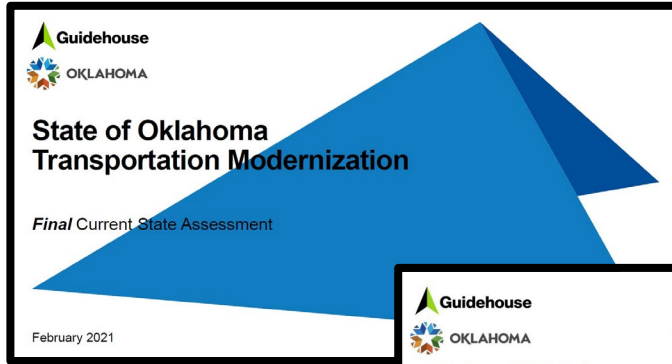 Guidehouse
OKLAHOMA
State of Oklahoma
Transportation Modernization
Final Current State Assessment
February 2021
Guidehouse
OKLAHOMA